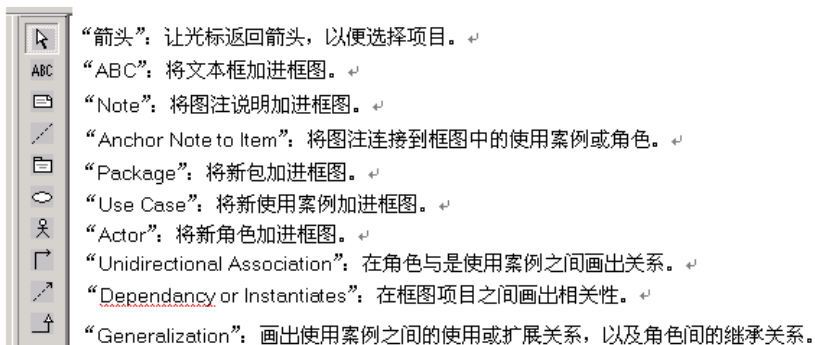 “箭头”：让光标返回箭头，以便选择项目。↵
ABC “ABC”：将文本框加进框图。↵
“Note”：将图注说明加进框图。↵
“Anchor Note to Item”：将图注连接到框图中的使用案例或角色。↵
“Package”：将新包加进框图。↵
“Use Case”：将新使用案例加进框图。↵
“Actor”：将新角色加进框图。↵
“Unidirectional Association”：在角色与是使用案例之间画出关系。↵
“Dependancy or Instantiates”：在框图项目之间画出相关性。↵
“Generalization”：画出使用案例之间的使用或扩展关系，以及角色间的继承关系。